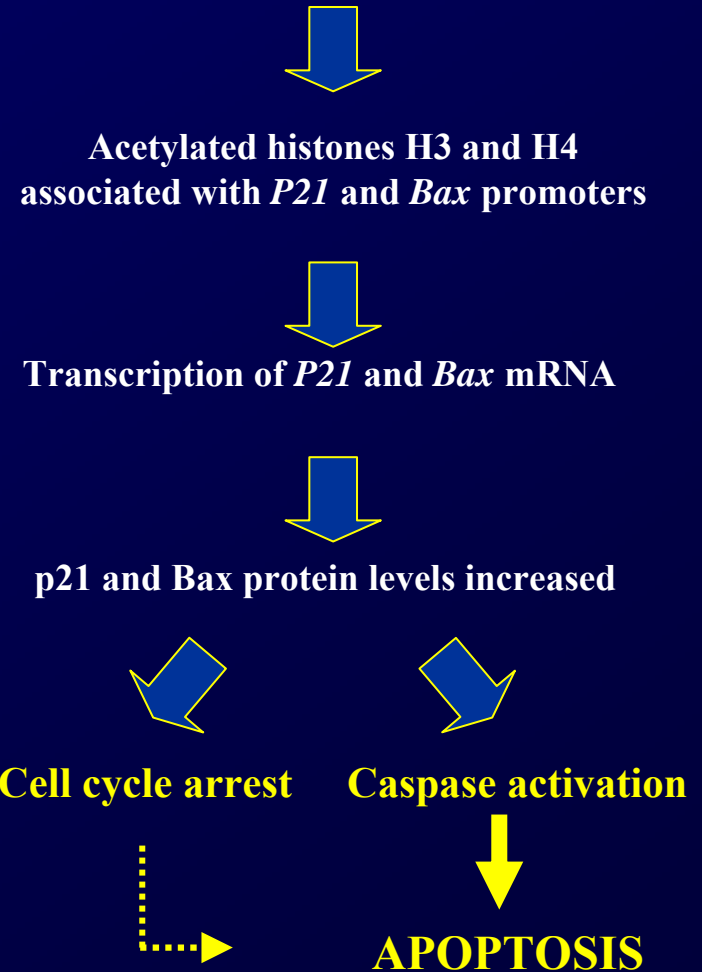 Acetylated histones H3 and H4
associated with P21 and Bax promoters
Transcription of P21 and Bax mRNA
p21 and Bax protein levels increased
Cell cycle arrest
Caspase activation
APOPTOSIS